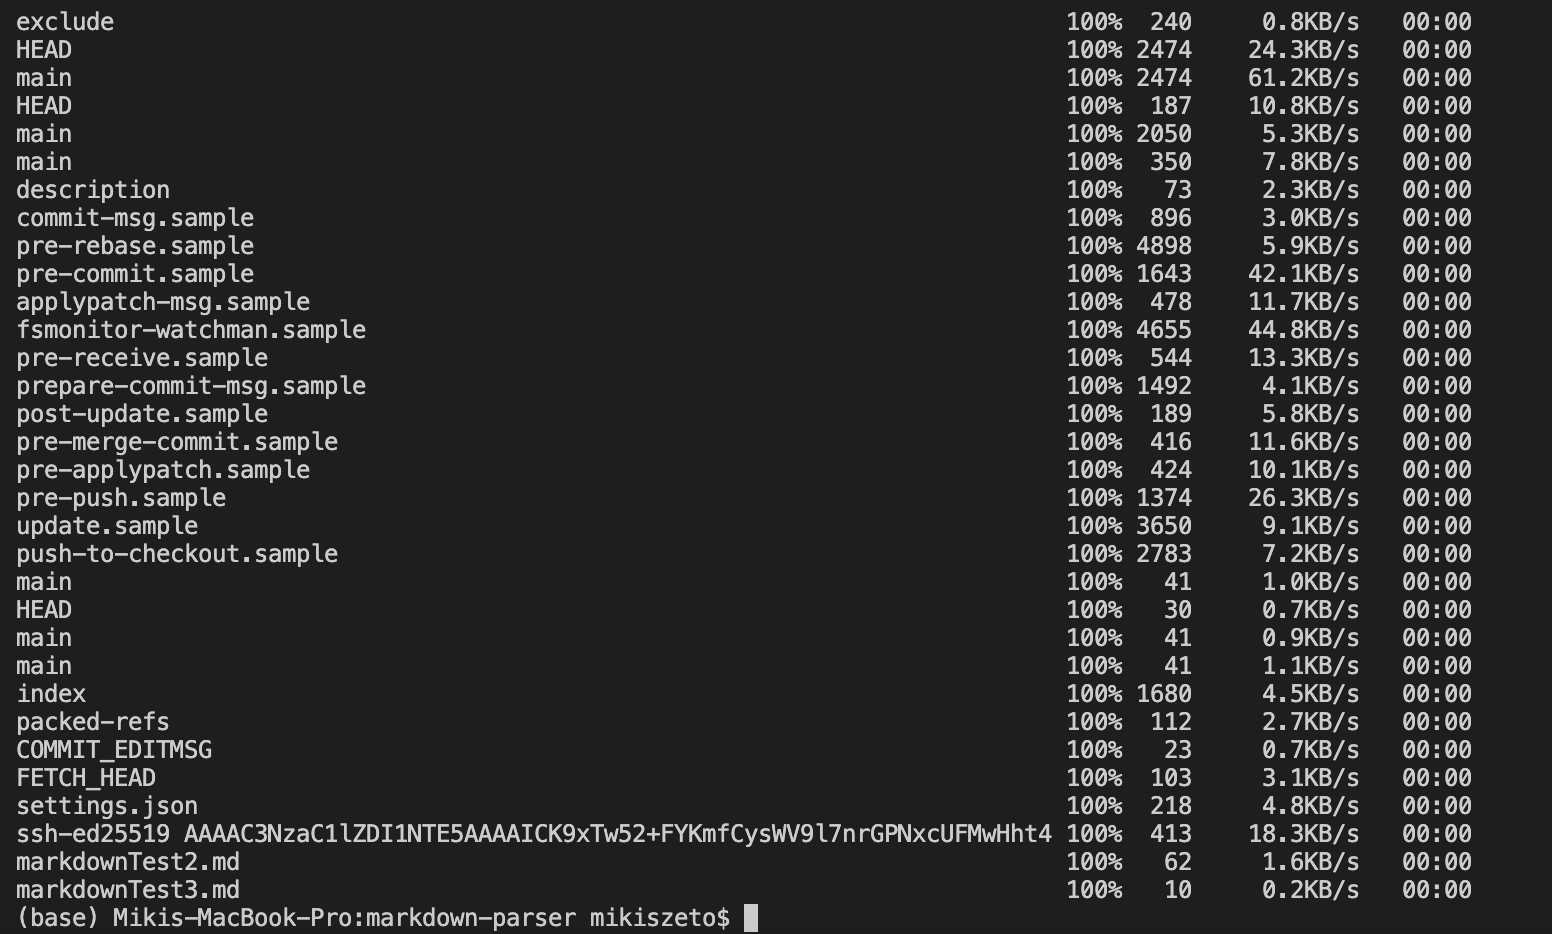 exclude 100% 240 0.8KB/s 00:00
HEAD 100% 2474 24.3KB/s 00:00
main 100% 2474 61.2KB/s 00:00
HEAD 100% 187 10.8KB/s 00:00
main 100% 2050 5.3KB/s 00:00
main 100% 350 7.8KB/s 00:00
description 100% 73 2.3KB/s 00:00
commit-msg.sample 100% 896 3.0KB/s 00:00
pre-rebase.sample 100% 4898 5.9KB/s 00:00
pre-commit.sample 100% 1643 42.1KB/s 00:00
applypatch-msg.sample 100% 478 11.7KB/s 00:00
fsmonitor-watchman.sample 100% 4655 44.8KB/s 00:00
pre-receive.sample 100% 544 13.3KB/s 00:00
prepare-commit-msg.sample 100% 1492 4.1KB/s 00:00
post-update.sample 100% 189 5.8KB/s 00:00
pre-merge-commit.sample 100% 416 11.6KB/s 00:00
pre-applypatch.sample 100% 424 10.1KB/s 00:00
pre-push.sample 100% 1374 26.3KB/s 00:00
update.sample 100% 3650 9.1KB/s 00:00
push-to-checkout.sample 100% 2783 7.2KB/s 00:00
main 100% 41 1.0KB/s 00:00
HEAD 100% 30 0.7KB/s 00:00
main 100% 41 0.9KB/s 00:00
main 100% 41 1.1KB/s 00:00
index 100% 1680 4.5KB/s 00:00
packed-refs 100% 112 2.7KB/s 00:00
COMMIT_EDITMSG 100% 23 0.7KB/s 00:00
FETCH_HEAD 100% 103 3.1KB/s 00:00
settings.json 100% 218 4.8KB/s 00:00
ssh-ed25519 AAAAC3NzaC1lZDI1NTE5AAAAICK9xTw52+FYKmfCysWV9l7nrGPNxcUFMwHht4 100% 413 18.3KB/s 00:00
markdownTest2.md 100% 62 1.6KB/s 00:00
markdownTest3.md 100% 10 0.2KB/s 00:00
(base) Mikis-MacBook-Pro:markdown-parser mikiszeto$